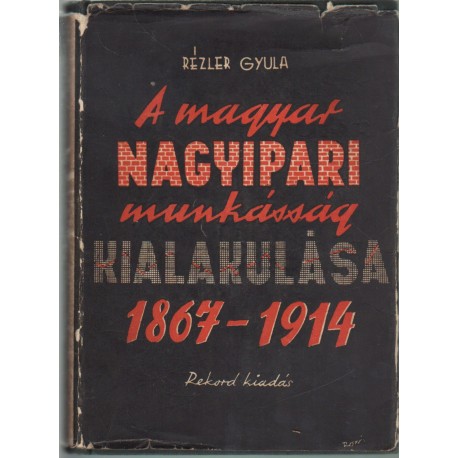 RÉZLER GYULA
A magyar
NAGYIPARI
munkásság
KIALAKULÁSA
1867-1914
Rekord kiadás